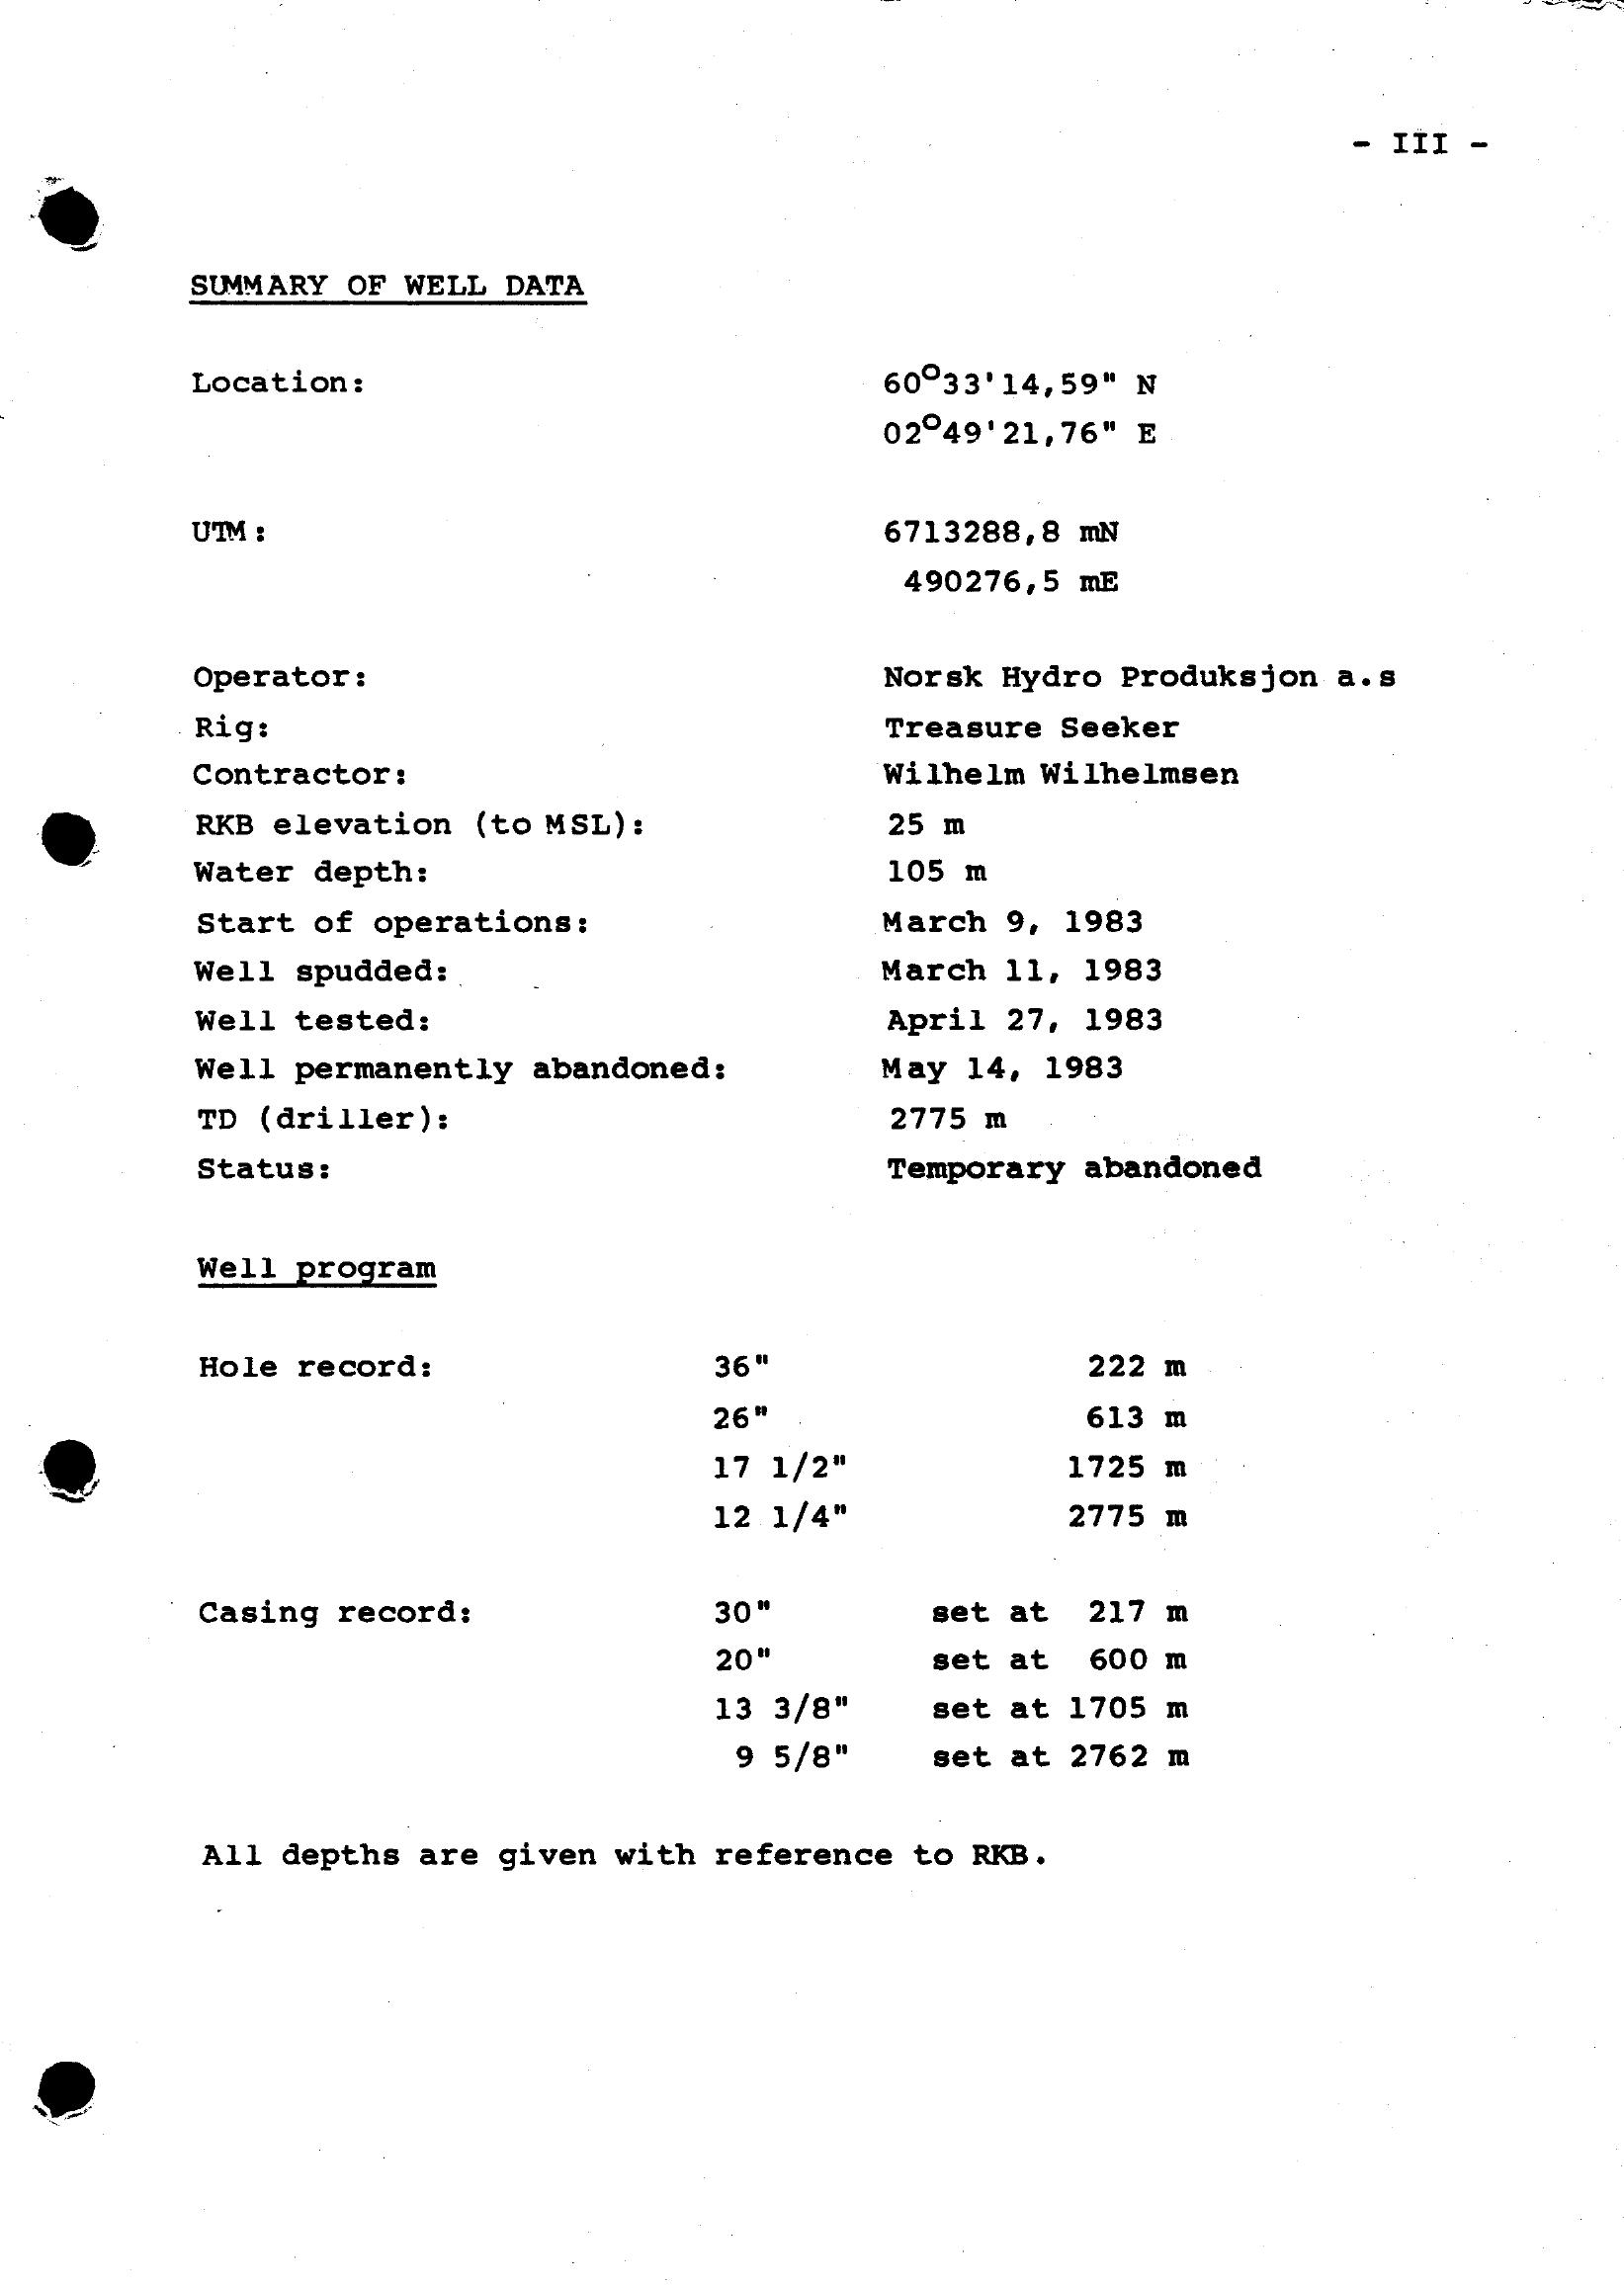 - III -
SUMMARY OF WELL DATA
Location: 60°33'14,59" N
02°49'21,76" E
UTM: 6713288,8 mN
490276,5 mE
Operator: Norsk Hydro Produksjon a.s
Rig: Treasure Seeker
Contractor: Wilhelm Wilhelmsen
RKB elevation (to MSL): 25 m
Water depth: 105 m
Start of operations: March 9, 1983
Well spudded: March 11, 1983
Well tested: April 27, 1983
Well permanently abandoned: May 14, 1983
TD (driller): 2775 m
Status: Temporary abandoned
Well program
Hole record: 36" 222 m
26" 613 m
17 1/2" 1725 m
12 1/4" 2775 m
Casing record: 30" set at 217 m
20" set at 600 m
13 3/8" set at 1705 m
9 5/8" set at 2762 m
All depths are given with reference to RKB.